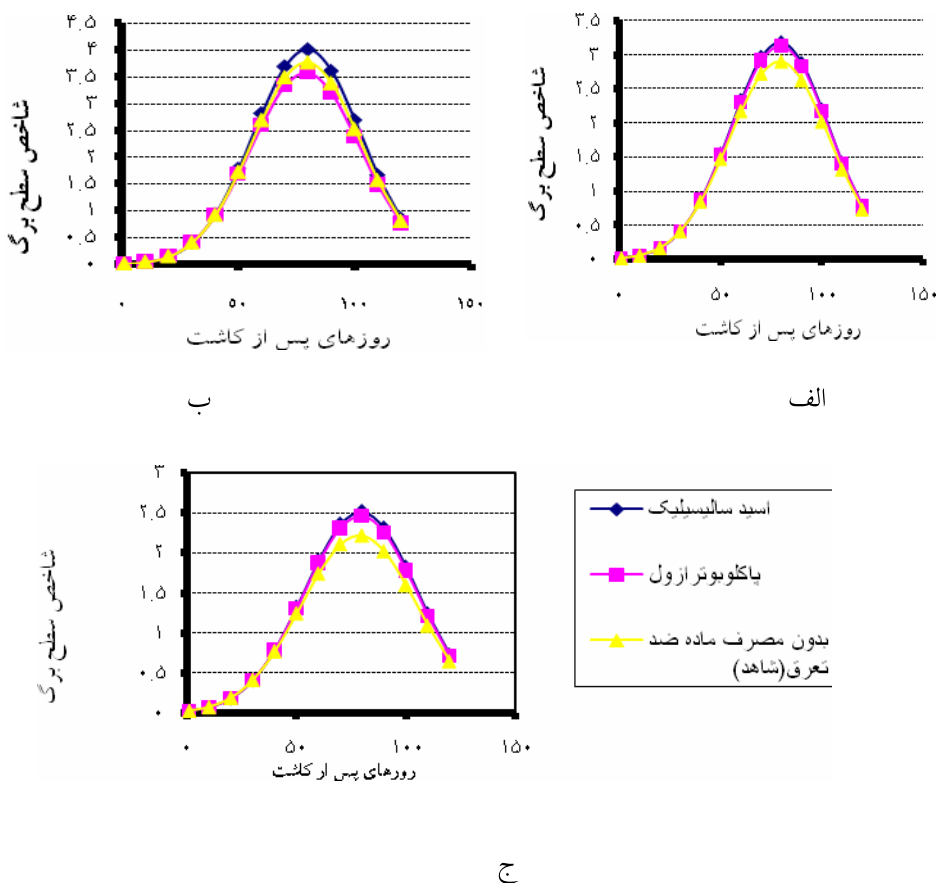 ۳.۵
۳
۲.۵
۲
۱.۵
۱
۰.۵
۰
۰ ۵۰ ۱۰۰ ۱۵۰
شاخص سطح برگ
روزهای پس از کاشت
الف
۴.۵
۴
۳.۵
۳
۲.۵
۲
۱.۵
۱
۰.۵
۰
۰ ۵۰ ۱۰۰ ۱۵۰
شاخص سطح برگ
روزهای پس از کاشت
ب
اسید سالیسیلیک
پاکلوبوترازول
بدون مصرف ماده ضد
تعرق(شاهد)
۳
۲.۵
۲
۱.۵
۱
۰.۵
۰
۰ ۵۰ ۱۰۰ ۱۵۰
شاخص سطح برگ
روزهای پس از کاشت
ج